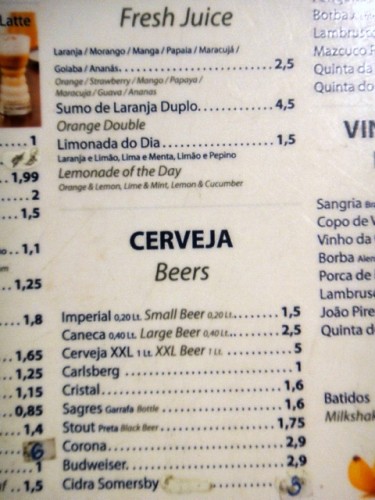 Latte
Fresh Juice
Laranja / Morango / Manga / Papaia / Maracujá /
Goiaba / Ananás.......................2,5
Orange / Strawberry / Mango / Papaya /
Maracuja / Guava / Ananas
Sumo de Laranja Duplo..............4,5
Orange Double
Limonada do Dia......................1,5
Laranja e Limão, Lima e Menta, Limão e Pepino
Lemonade of the Day
Orange & Lemon, Lime & Mint, Lemon & Cucumber
CERVEJA
Beers
Imperial 0,20 Lt. Small Beer 0,20 Lt. ........1,5
Caneca 0,40 Lt. Large Beer 0,40 Lt. ........2,5
Cerveja XXL 1 Lt. XXL Beer 1 Lt. ..........5
Carlsberg ............................1
Cristal................................1,6
Sagres Garrafa Bottle ....................1,6
Stout Preta Black Beer ..................1,75
Corona...............................2,9
Budweiser............................2,9
Cidra Somersby ......................3
1
1,99
2
1,5
1,1
1,25
1,8
1,65
1,25
1,15
0,85
1,4
6
1
1,5
Borba
Lambrusco
Mazouco
Quinta da
Quinta do
VIN
Sangria
Copo de V
Vinho da
Borba
Porca de
Lambrusc
João Pire
Quinta d
Batidos
Milkshak